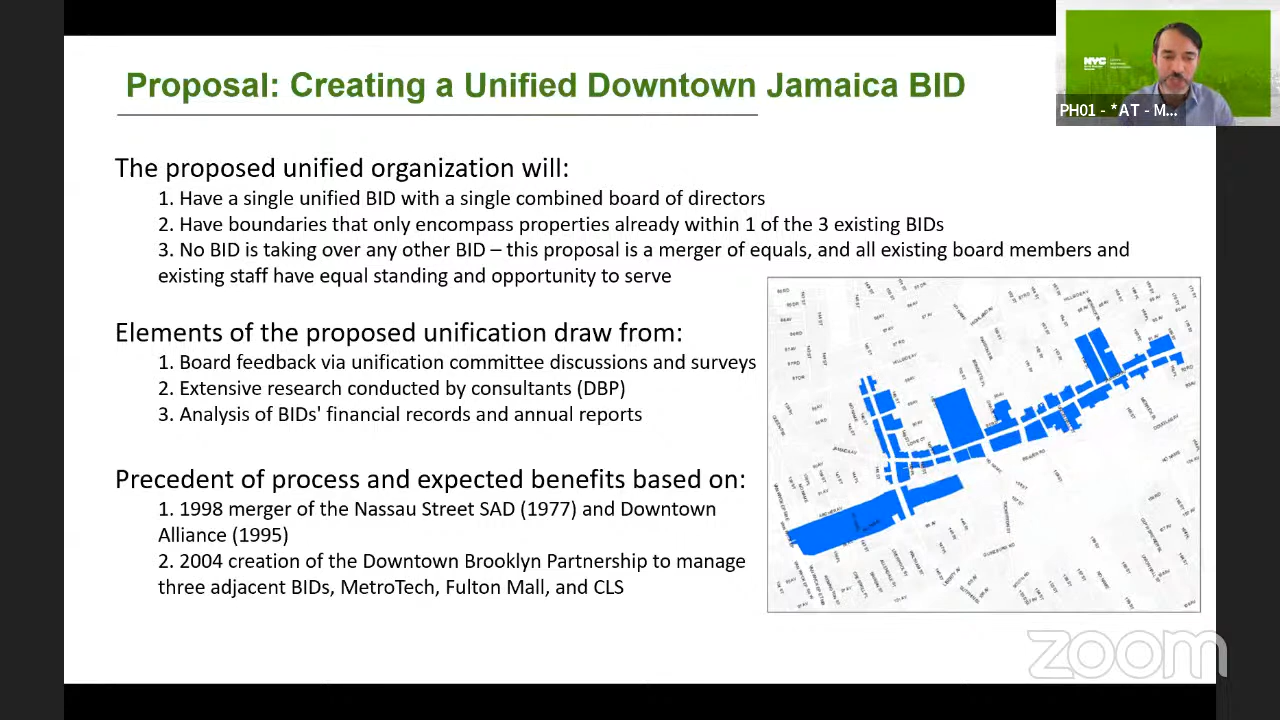 Proposal: Creating a Unified Downtown Jamaica BID
NYC
PH01 - *AT - M...
The proposed unified organization will:
1. Have a single unified BID with a single combined board of directors
2. Have boundaries that only encompass properties already within 1 of the 3 existing BIDs
3. No BID is taking over any other BID – this proposal is a merger of equals, and all existing board members and
existing staff have equal standing and opportunity to serve
Elements of the proposed unification draw from:
1. Board feedback via unification committee discussions and surveys
2. Extensive research conducted by consultants (DBP)
3. Analysis of BIDs' financial records and annual reports
Precedent of process and expected benefits based on:
1. 1998 merger of the Nassau Street SAD (1977) and Downtown
Alliance (1995)
2. 2004 creation of the Downtown Brooklyn Partnership to manage
three adjacent BIDs, MetroTech, Fulton Mall, and CLS
zoom